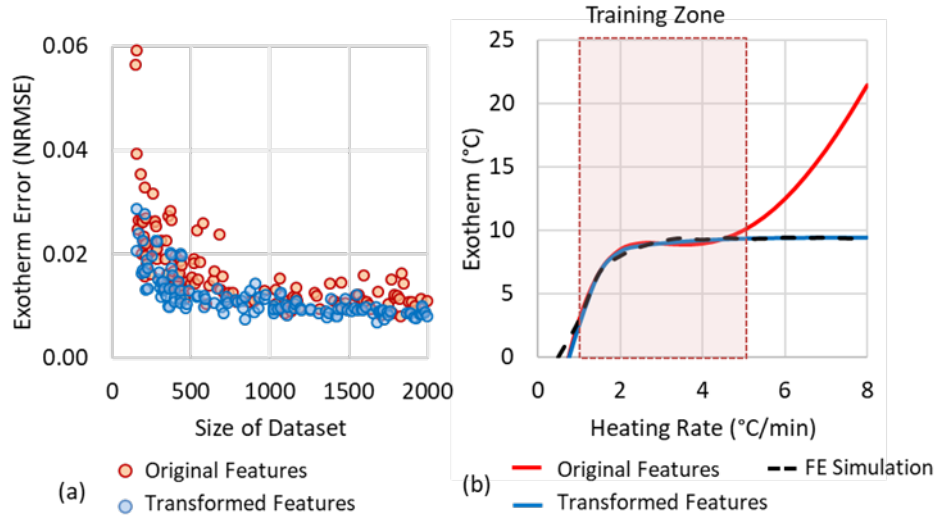 Training Zone
0.06
0.04
0.02
0.00
Exotherm Error (NRMSE)
0 500 1000 1500 2000
Size of Dataset
Original Features
Transformed Features
(a)
25
20
15
10
5
0
Exotherm (°C)
0 2 4 6 8
Heating Rate (°C/min)
Original Features
FE Simulation
Transformed Features
(b)